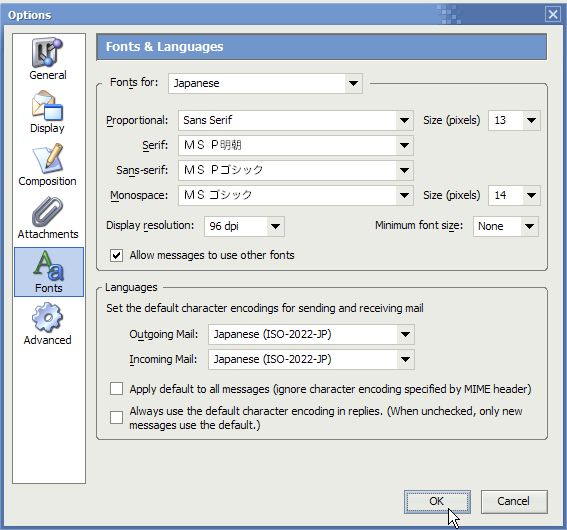 Options
General
Display
Composition
Attachments
Fonts
Advanced
Fonts & Languages
Fonts for: Japanese
Proportional: Sans Serif Size (pixels) 13
Serif: ＭＳ Ｐ明朝
Sans-serif: ＭＳ Ｐゴシック
Monospace: ＭＳ ゴシック Size (pixels) 14
Display resolution: 96 dpi Minimum font size: None
Allow messages to use other fonts
Languages
Set the default character encodings for sending and receiving mail
Outgoing Mail: Japanese (ISO-2022-JP)
Incoming Mail: Japanese (ISO-2022-JP)
Apply default to all messages (ignore character encoding specified by MIME header)
Always use the default character encoding in replies. (When unchecked, only new
messages use the default.)
OK Cancel